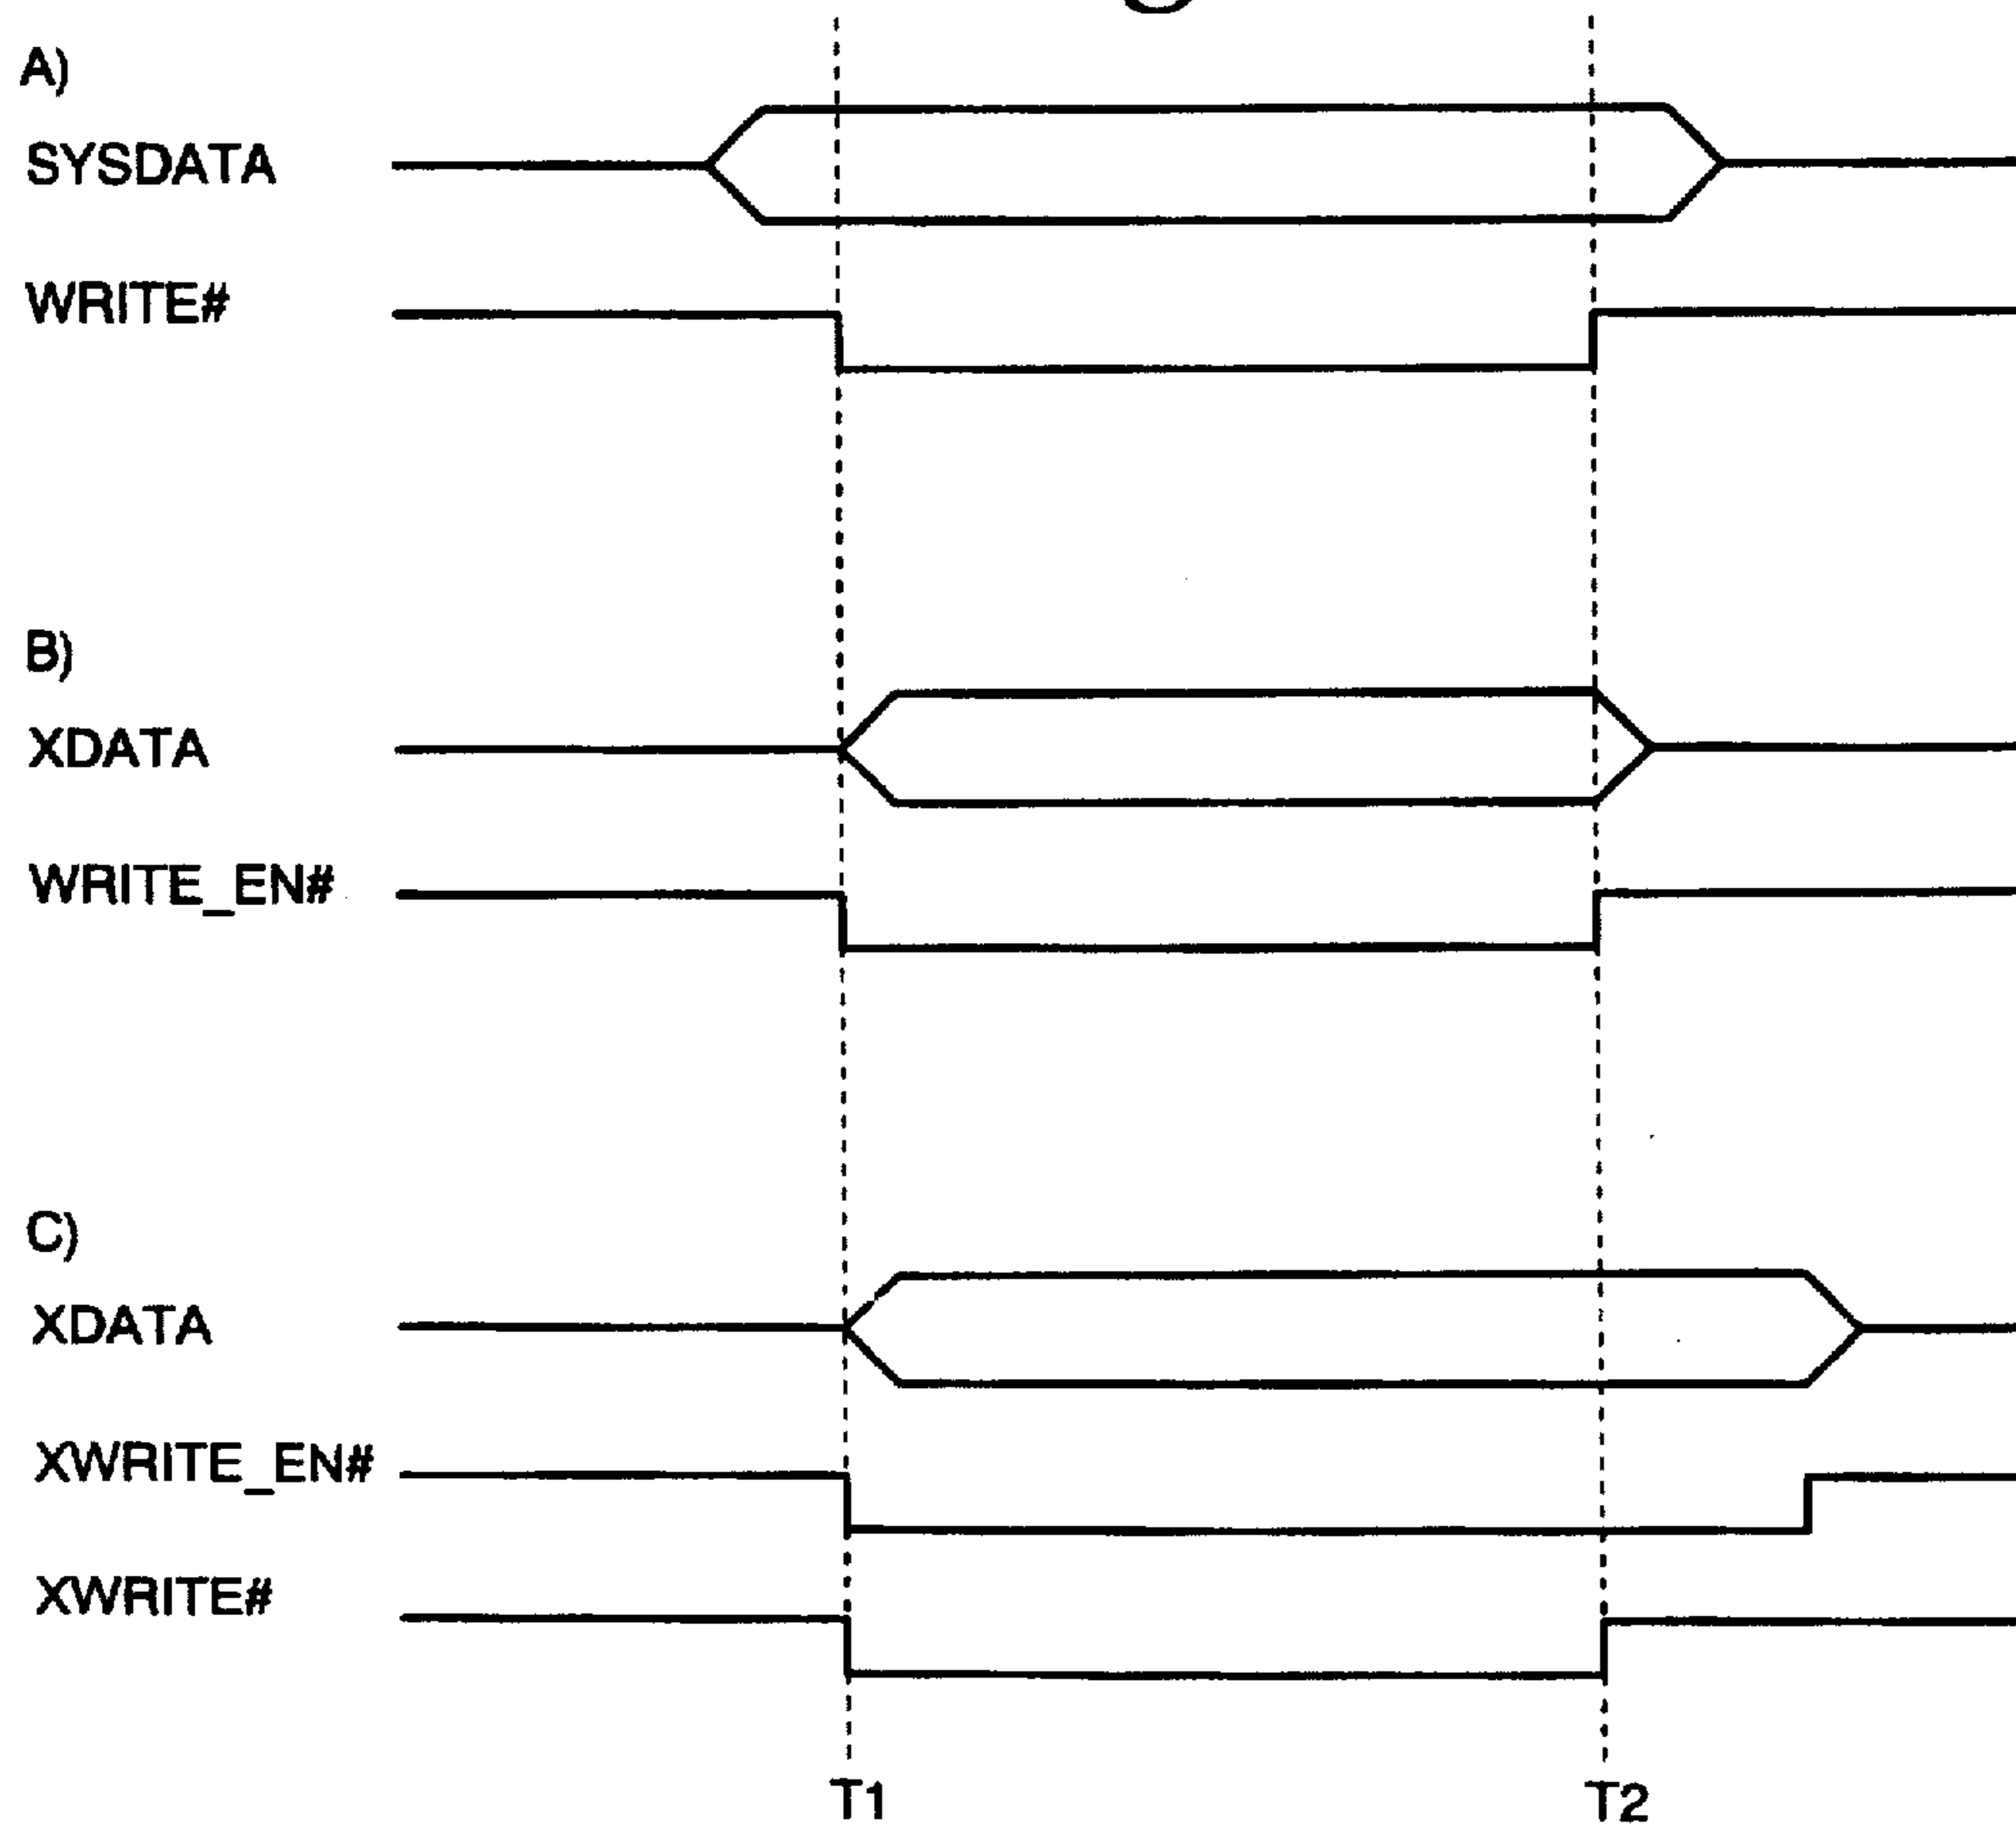 A)
SYSDATA
WRITE#
B)
XDATA
WRITE_EN#
C)
XDATA
XWRITE_EN#
XWRITE#
T1 T2